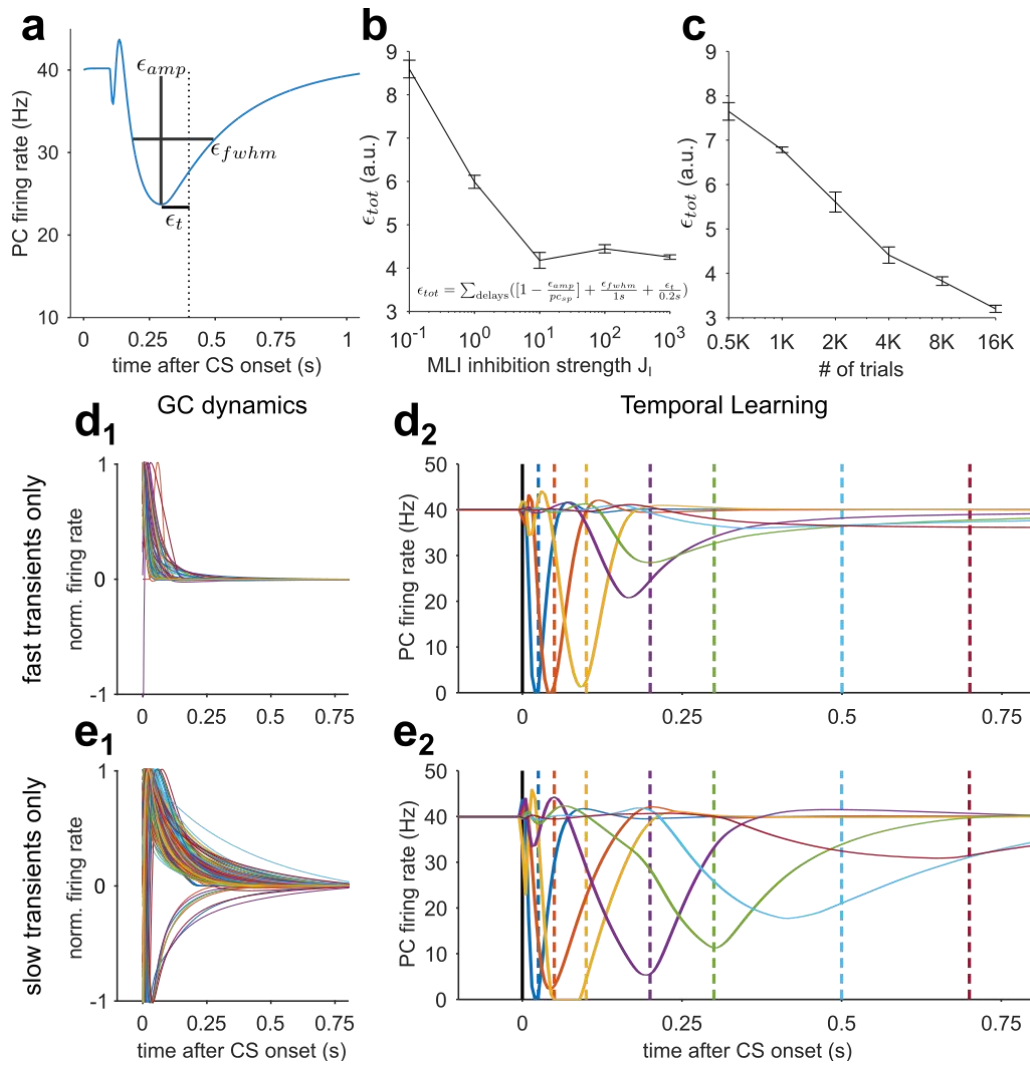 a
PC firing rate (Hz)
40
30
20
10
0
0.25
0.5
0.75
1
time after CS onset (s)
ϵ_amp
ϵ_fwhm
ϵ_t
b
ϵ_tot (a.u.)
9
8
7
6
5
4
3
ϵ_tot = ∑_delays([1 − ϵ_amp/pc_sp] + ϵ_fwhm/1s + ϵ_t/0.2s)
10^-1
10^0
10^1
10^2
10^3
MLI inhibition strength J_I
c
ϵ_tot (a.u.)
9
8
7
6
5
4
3
0.5K
1K
2K
4K
8K
16K
# of trials
GC dynamics
Temporal Learning
d1
fast transients only
norm. firing rate
1
0
-1
0
0.25
0.5
0.75
d2
PC firing rate (Hz)
50
40
30
20
10
0
0
0.25
0.5
0.75
e1
slow transients only
norm. firing rate
1
0
-1
0
0.25
0.5
0.75
time after CS onset (s)
e2
PC firing rate (Hz)
50
40
30
20
10
0
0
0.25
0.5
0.75
time after CS onset (s)